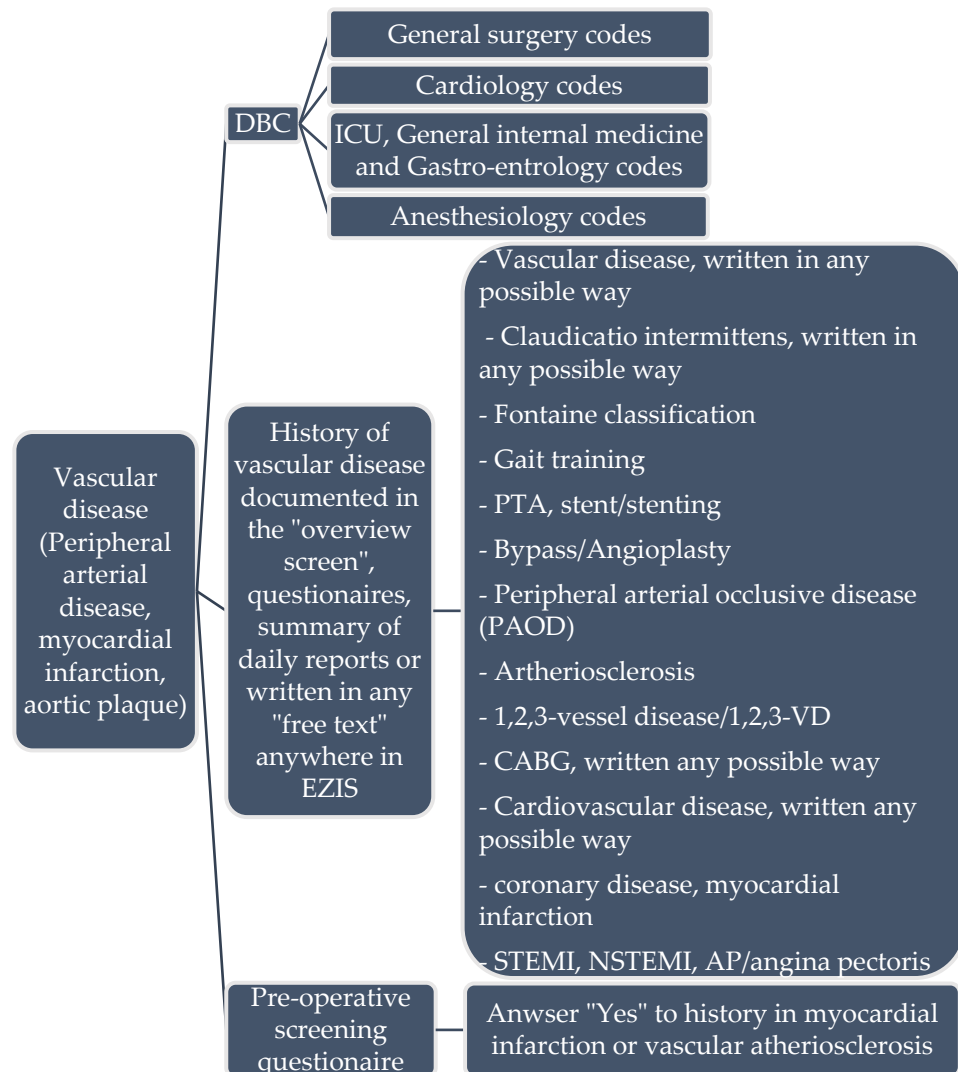 General surgery codes
Cardiology codes
DBC
ICU, General internal medicine
and Gastro-entrology codes
Anesthesiology codes
Vascular
disease
(Peripheral
arterial
disease,
myocardial
infarction,
aortic plaque)
History of
vascular disease
documented in
the "overview
screen",
questionaires,
summary of
daily reports or
written in any
"free text"
anywhere in
EZIS
- Vascular disease, written in any
possible way
- Claudicatio intermittens, written in
any possible way
- Fontaine classification
- Gait training
- PTA, stent/stenting
- Bypass/Angioplasty
- Peripheral arterial occlusive disease
(PAOD)
- Artheriosclerosis
- 1,2,3-vessel disease/1,2,3-VD
- CABG, written any possible way
- Cardiovascular disease, written any
possible way
- coronary disease, myocardial
infarction
- STEMI, NSTEMI, AP/angina pectoris
Pre-operative
screening
questionaire
Anwser "Yes" to history in myocardial
infarction or vascular atheriosclerosis